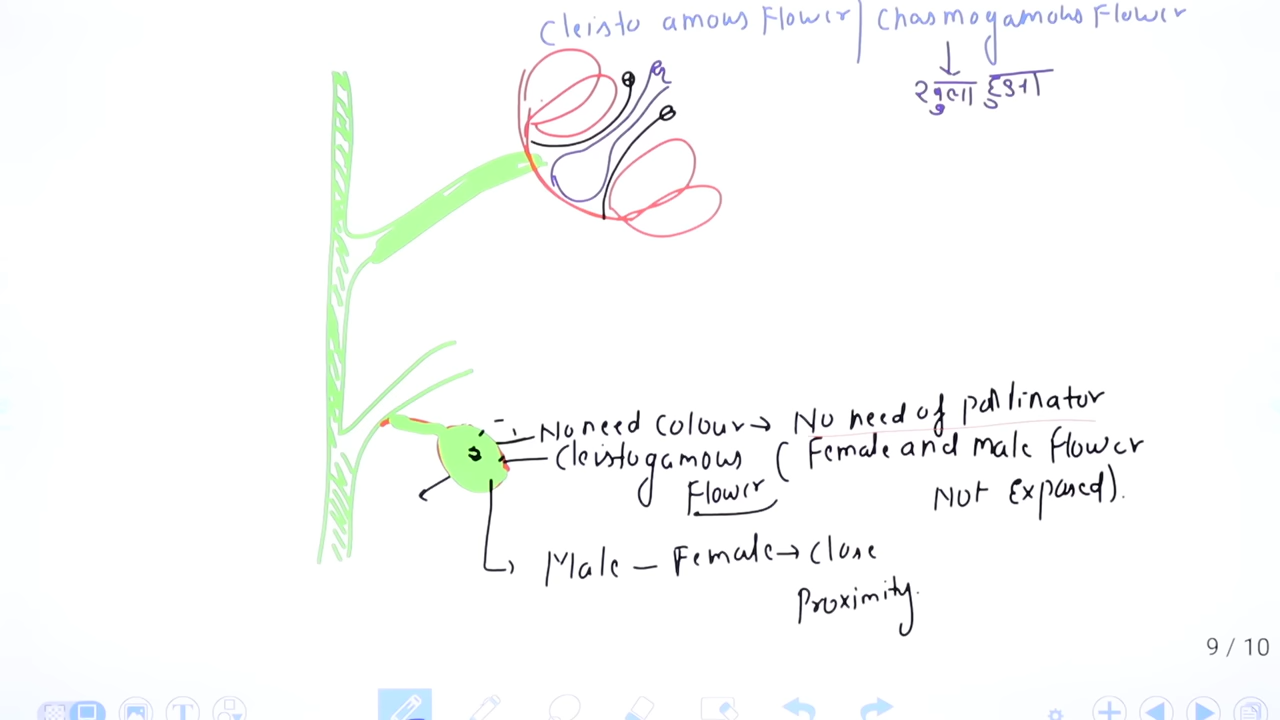 Cleisto amous Flower | Chasmogamous Flower
No need Colour → No need of pollinator
Cleistogamous (Female and male Flower
Flower Not Exposed).
Male - Female → Close
Proximity.
9 / 10